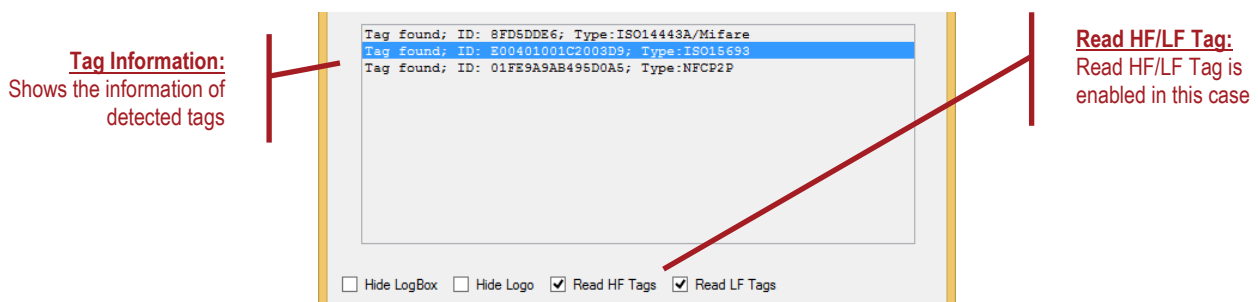 Tag Information:
Shows the information of
detected tags
Tag found; ID: 8FD5DDE6; Type:ISO14443A/Mifare
Tag found; ID: E00401001C2003D9; Type:ISO15693
Tag found; ID: 01FE9A9AB495D0A5; Type:NFCP2P
Read HF/LF Tag:
Read HF/LF Tag is
enabled in this case
Hide LogBox Hide Logo Read HF Tags Read LF Tags